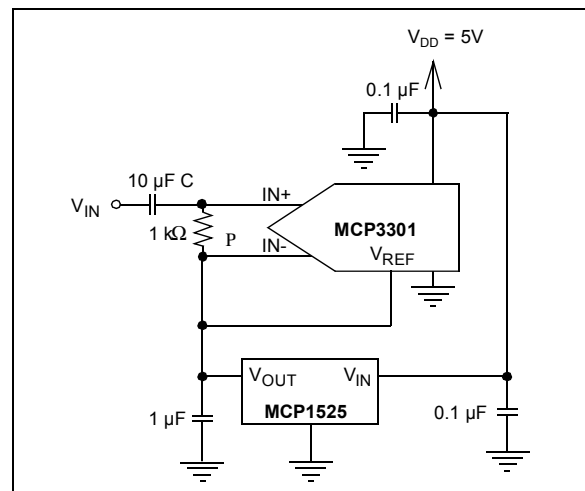 V_DD = 5V
0.1 µF
10 µF C
IN+
V_IN
1 kΩ
P
IN-
MCP3301
V_REF
V_OUT
V_IN
MCP1525
1 µF
0.1 µF